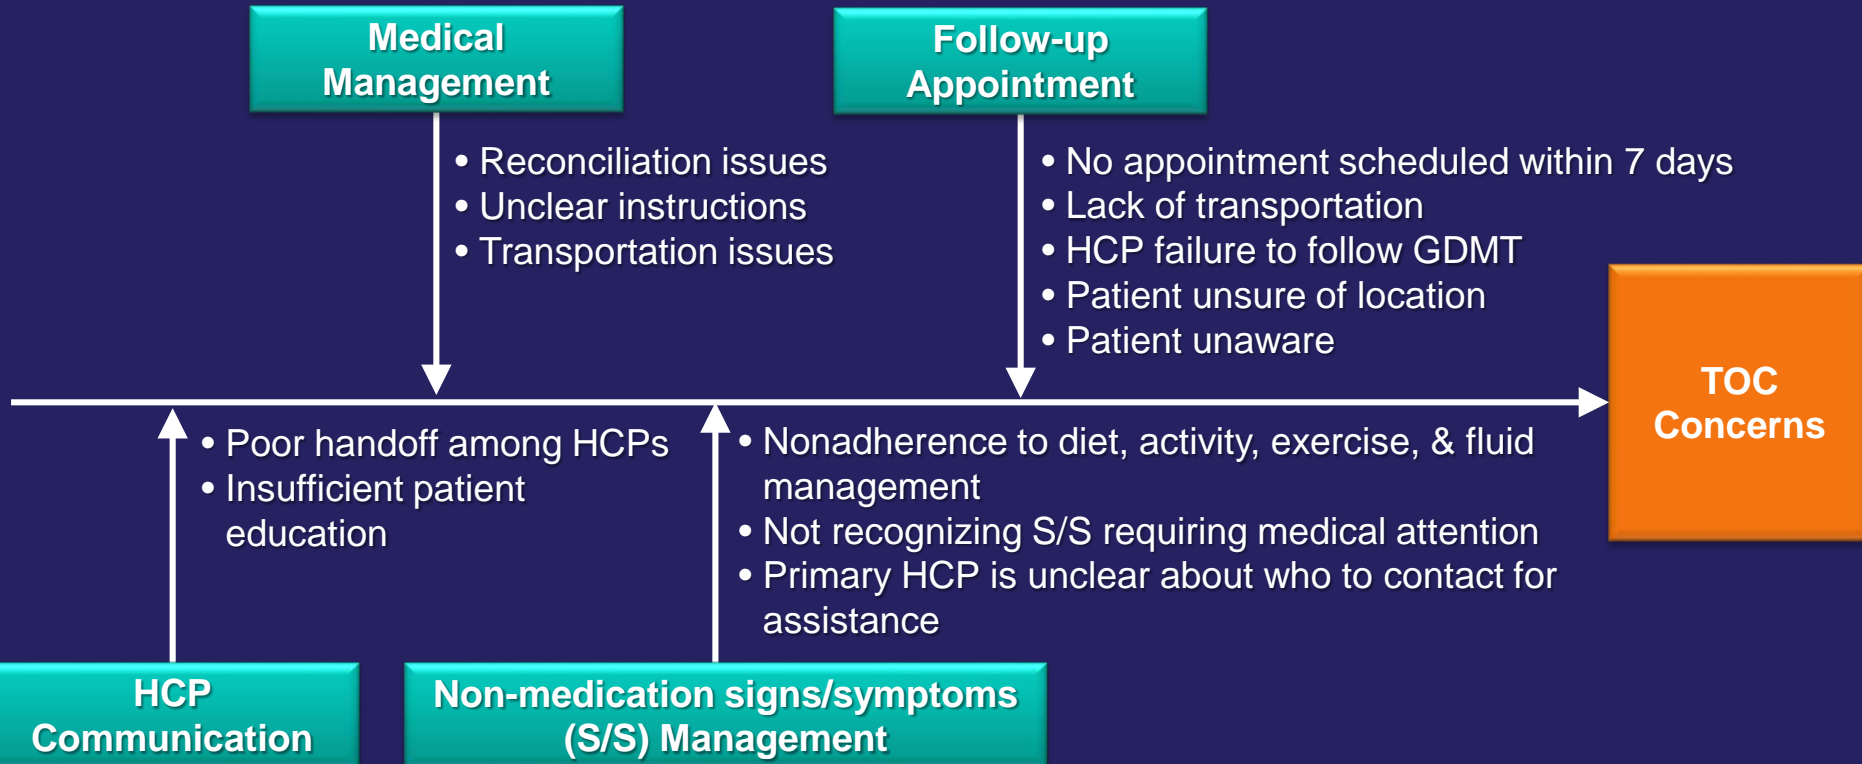 Medical
Management
• Reconciliation issues
• Unclear instructions
• Transportation issues
Follow-up
Appointment
• No appointment scheduled within 7 days
• Lack of transportation
• HCP failure to follow GDMT
• Patient unsure of location
• Patient unaware
TOC
Concerns
• Poor handoff among HCPs
• Insufficient patient
education
HCP
Communication
• Nonadherence to diet, activity, exercise, & fluid
management
• Not recognizing S/S requiring medical attention
• Primary HCP is unclear about who to contact for
assistance
Non-medication signs/symptoms
(S/S) Management